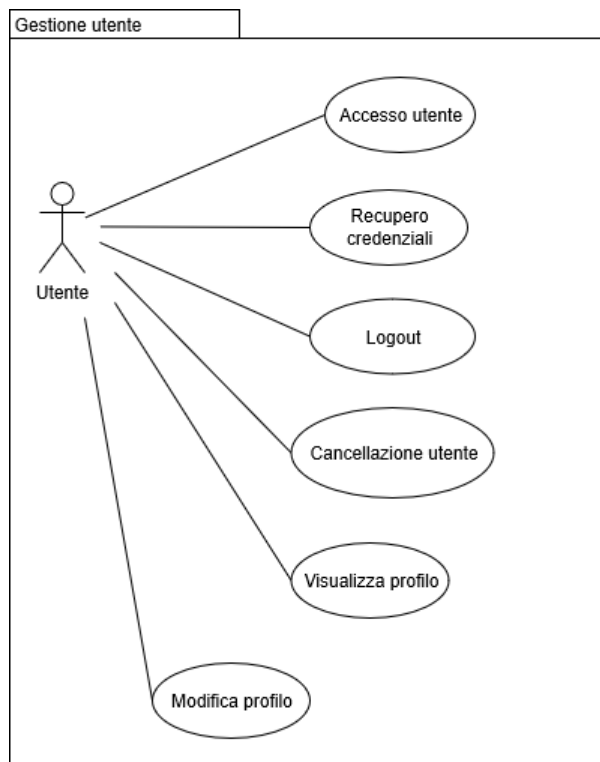 Gestione utente
Accesso utente
Recupero
credenziali
Utente
Logout
Cancellazione utente
Visualizza profilo
Modifica profilo